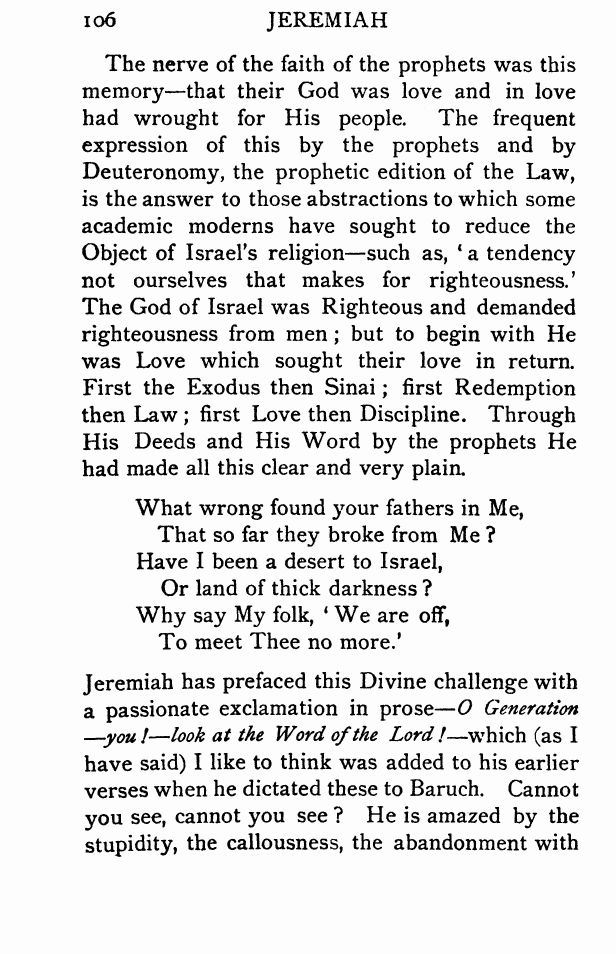 106 JEREMIAH
The nerve of the faith of the prophets was this
memory—that their God was love and in love
had wrought for His people. The frequent
expression of this by the prophets and by
Deuteronomy, the prophetic edition of the Law,
is the answer to those abstractions to which some
academic moderns have sought to reduce the
Object of Israel's religion—such as, ‘a tendency
not ourselves that makes for righteousness.’
The God of Israel was Righteous and demanded
righteousness from men ; but to begin with He
was Love which sought their love in return.
First the Exodus then Sinai ; first Redemption
then Law ; first Love then Discipline. Through
His Deeds and His Word by the prophets He
had made all this clear and very plain.
What wrong found your fathers in Me,
That so far they broke from Me ?
Have I been a desert to Israel,
Or land of thick darkness ?
Why say My folk, ‘ We are off,
To meet Thee no more.’
Jeremiah has prefaced this Divine challenge with
a passionate exclamation in prose—O Generation
—you !—look at the Word of the Lord !—which (as I
have said) I like to think was added to his earlier
verses when he dictated these to Baruch. Cannot
you see, cannot you see ? He is amazed by the
stupidity, the callousness, the abandonment with